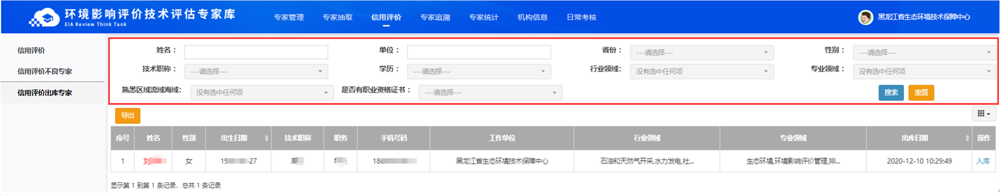 环境影响评价技术评估专家库
EIA Review Think Tank
专家管理 专家抽取 信用评价 专家追溯 专家统计 机构信息 日常考核
黑龙江省生态环境技术保障中心
信用评价
信用评价不良专家
信用评价出库专家
姓名： 单位： 省份： ---请选择--- 性别： ---请选择---
技术职称： ---请选择--- 学历： ---请选择--- 行业领域： 没有选中任何项 专业领域： 没有选中任何项
熟悉区域流域海域： 没有选中任何项 是否有职业资格证书： ---请选择--- 搜索 重置
导出
序号 姓名 性别 出生日期 技术职称 职务 手机号码 工作单位 行业领域 专业领域 出库日期 操作
1 刘 女 19 -27 18 黑龙江省生态环境技术保障中心 石油和天然气开采,水力发电,社... 生态环境,环境影响评价管理,排... 2020-12-10 10:29:49 入库
显示第 1 到第 1 条记录，总共 1 条记录